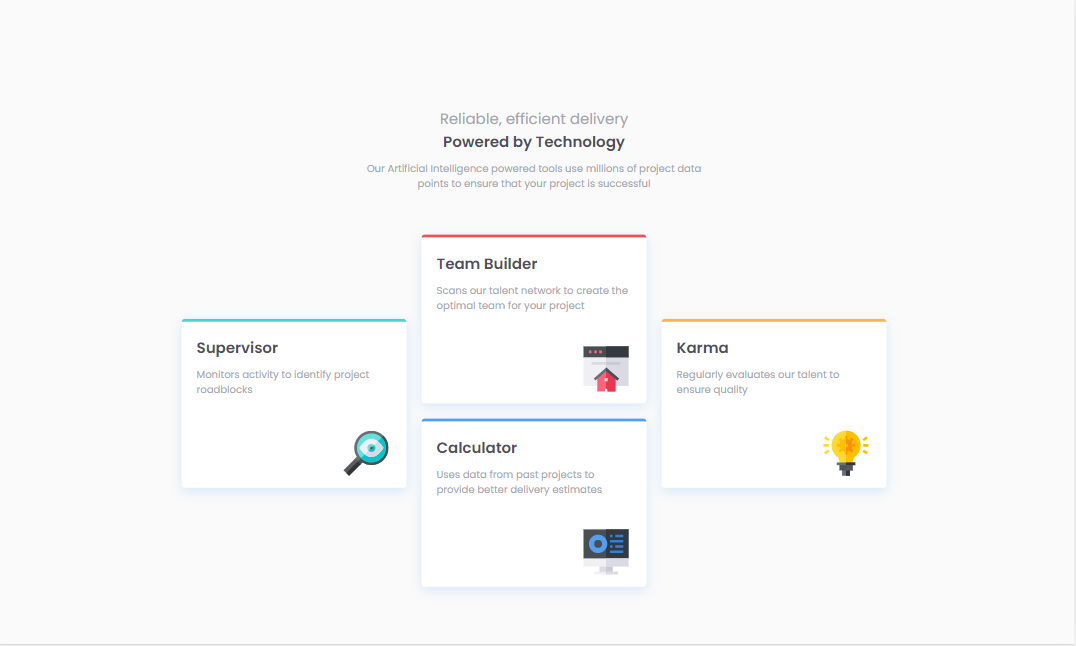 Reliable, efficient delivery
Powered by Technology
Our Artificial Intelligence powered tools use millions of project data
points to ensure that your project is successful
Team Builder
Scans our talent network to create the
optimal team for your project
Supervisor
Monitors activity to identify project
roadblocks
Karma
Regularly evaluates our talent to
ensure quality
Calculator
Uses data from past projects to
provide better delivery estimates